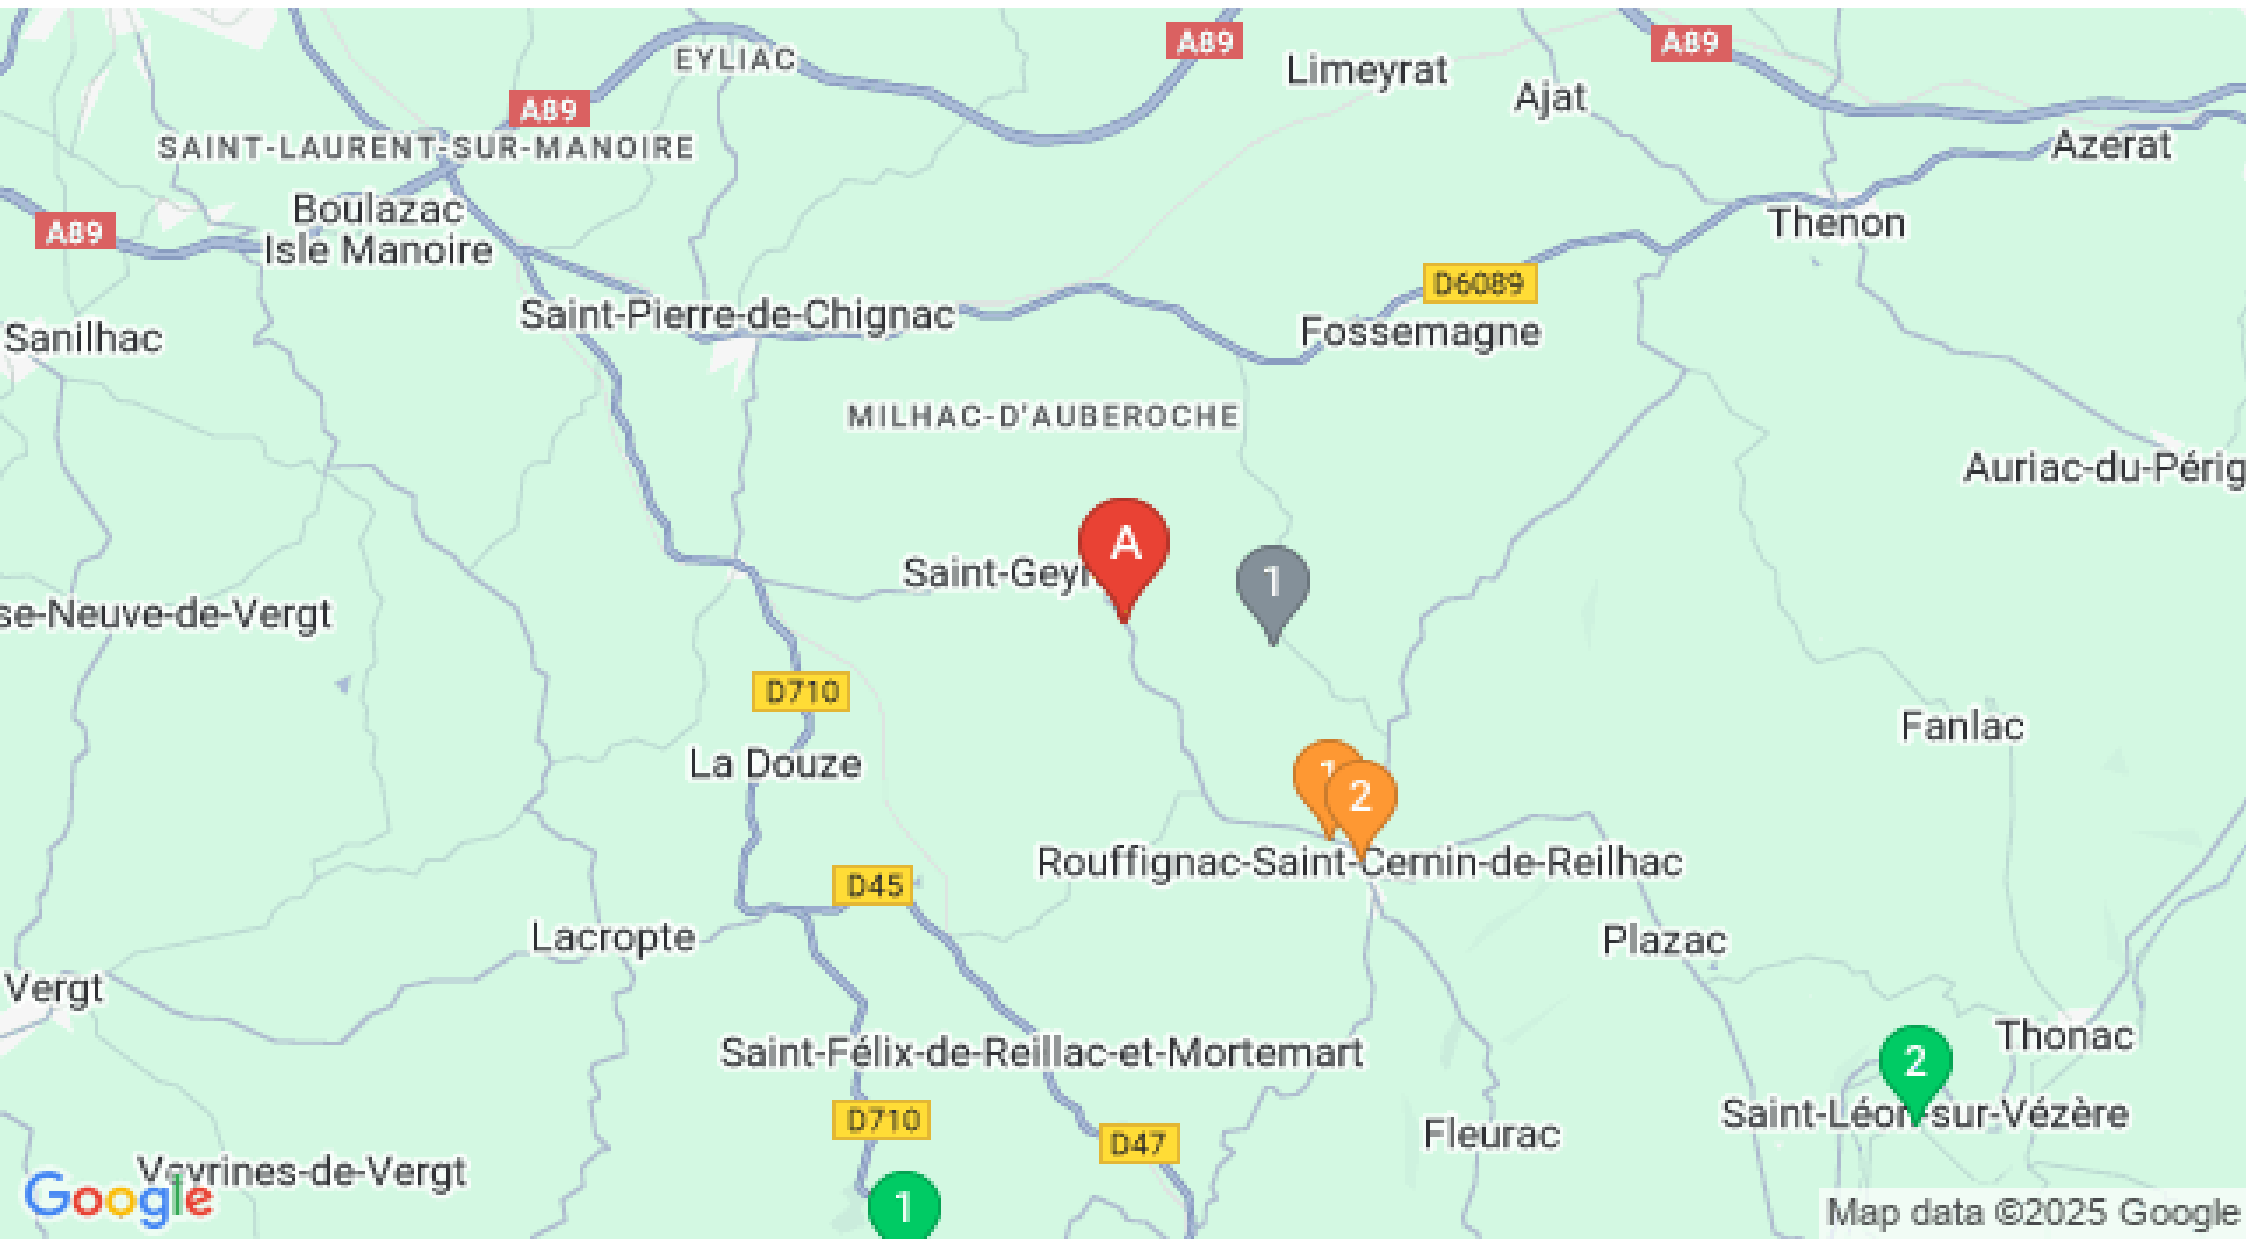 A89
A89
EYLIAC
Limeyrat
Ajat
A89
SAINT-LAURENT-SUR-MANOIRE
Azerat
Boulazac
Isle Manoire
A89
Thenon
D6089
Saint-Pierre-de-Chignac
Fossemagne
Sanilhac
MILHAC-D'AUBEROCHE
Auriac-du-Périg
A
Saint-Gey
1
se-Neuve-de-Vergt
D710
Fanlac
La Douze
1
2
Rouffignac-Saint-Cernin-de-Reilhac
D45
Lacropte
Plazac
Vergt
Thonac
Saint-Félix-de-Reillac-et-Mortemart
2
Saint-Léon-sur-Vézère
D710
D47
Fleurac
Veyrines-de-Vergt
Google
1
Map data ©2025 Google